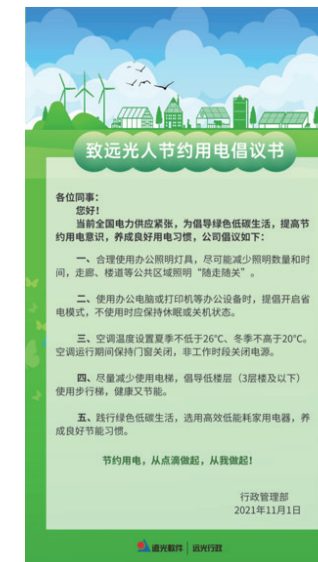 致远光人节约用电倡议书
各位同事：
您好！
当前全国电力供应紧张，为倡导绿色低碳生活，提高节
约用电意识，养成良好用电习惯，公司倡议如下：
一、合理使用办公照明灯具，尽可能减少照明数量和时
间，走廊、楼道等公共区域照明“随走随关”。
二、使用办公电脑或打印机等办公设备时，提倡开启省
电模式，不使用时应保持休眠或关机状态。
三、空调温度设置夏季不低于26℃、冬季不高于20℃。
空调运行期间保持门窗关闭，非工作时段关闭电源。
四、尽量减少使用电梯，倡导低楼层（3层楼及以下）
使用步行梯，健康又节能。
五、践行绿色低碳生活，选用高效低能耗家用电器，养
成良好节能习惯。
节约用电，从点滴做起，从我做起！
行政管理部
2021年11月1日
远光软件 | 远光行政